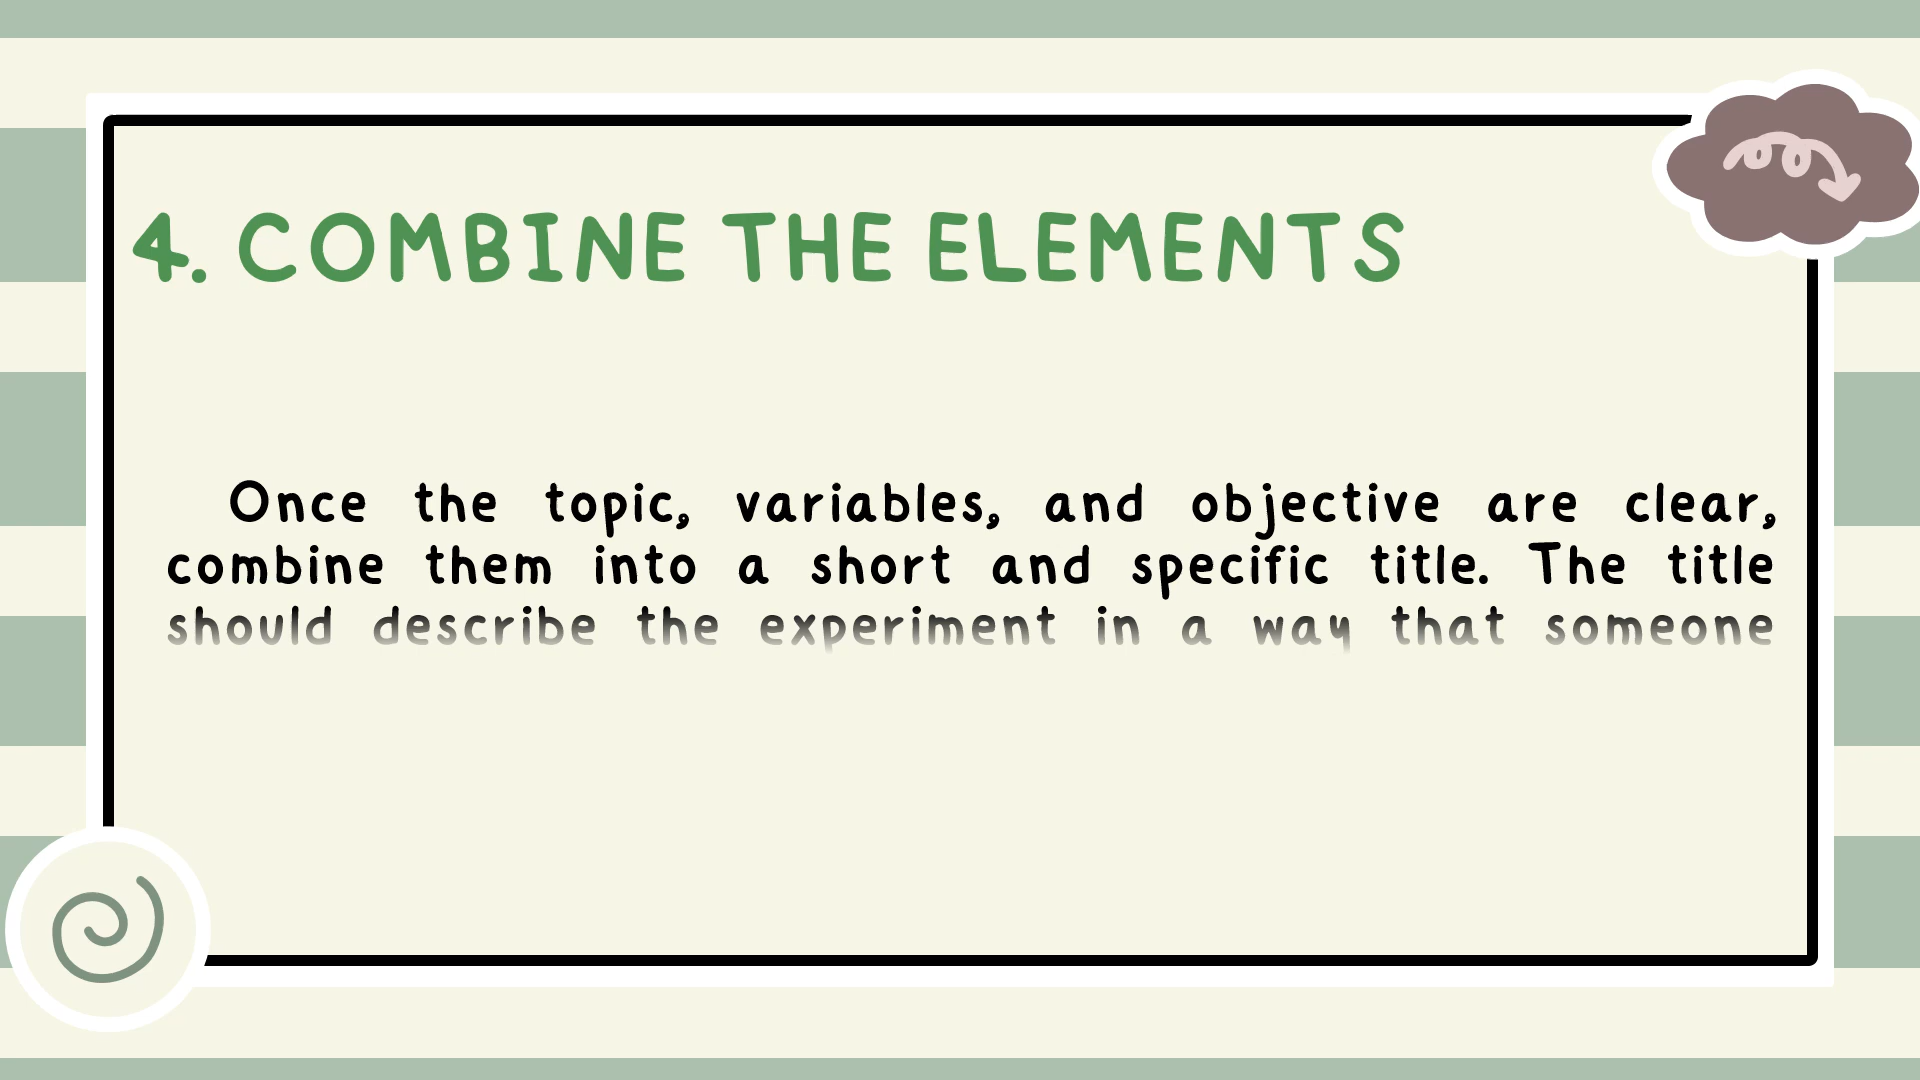 4. COMBINE THE ELEMENTS
Once the topic, variables, and objective are clear,
combine them into a short and specific title. The title
should describe the experiment in a way that someone